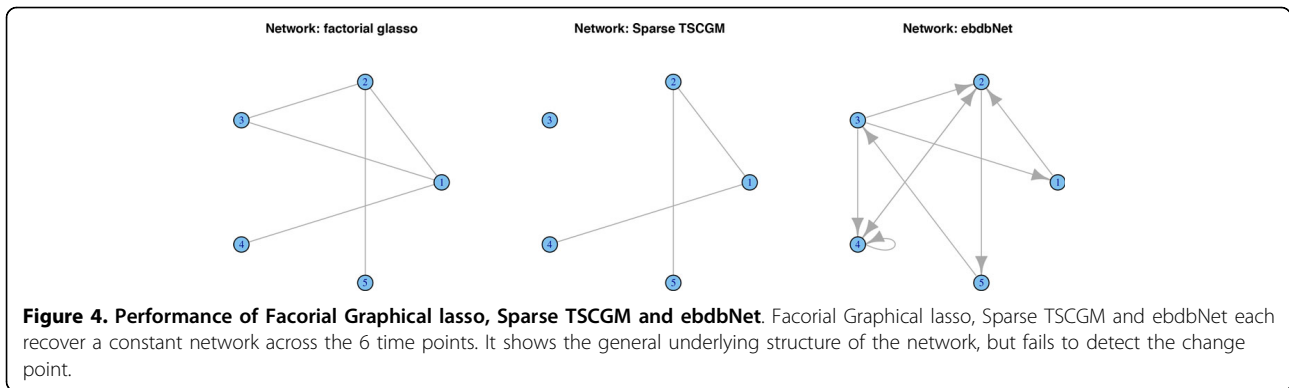 Network: factorial glasso
Network: Sparse TSCGM
Network: ebdbNet
2
3
1
4
5
2
3
1
4
5
2
3
1
4
5
Figure 4. Performance of Facorial Graphical lasso, Sparse TSCGM and ebdbNet. Facorial Graphical lasso, Sparse TSCGM and ebdbNet each
recover a constant network across the 6 time points. It shows the general underlying structure of the network, but fails to detect the change
point.